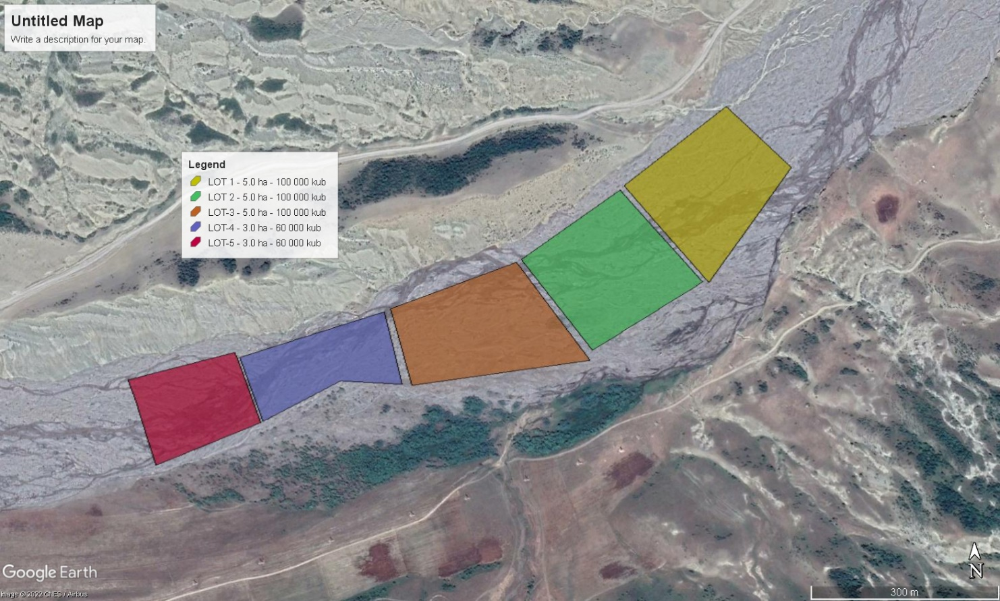 Untitled Map
Write a description for your map.
Legend
LOT 1 - 5.0 ha - 100 000 kub
LOT 2 - 5.0 ha - 100 000 kub
LOT-3 - 5.0 ha - 100 000 kub
LOT-4 - 3.0 ha - 60 000 kub
LOT-5 - 3.0 ha - 60 000 kub
Google Earth
Image © 2022 CNES / Airbus
N
300 m